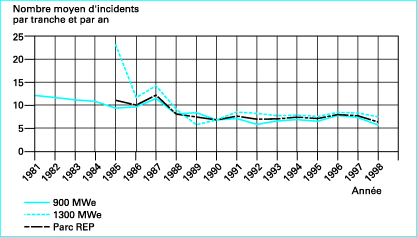 Nombre moyen d'incidents
par tranche et par an
25
20
15
10
5
0
1981 1982 1983 1984 1985 1986 1987 1988 1989 1990 1991 1992 1993 1994 1995 1996 1997 1998
Année
900 MWe
1300 MWe
Parc REP